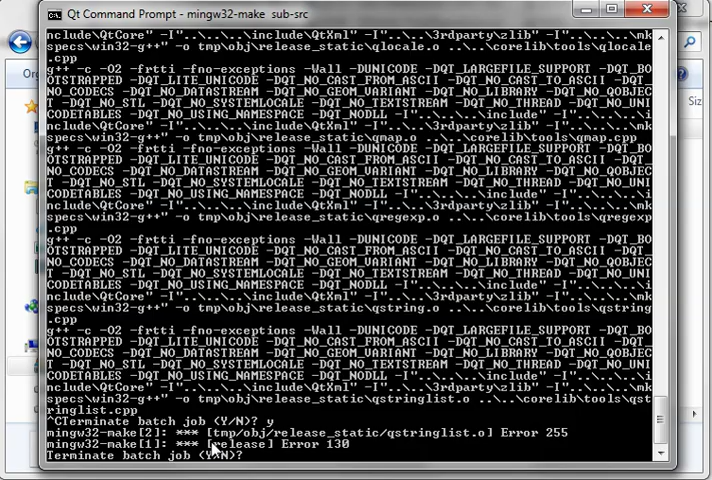 Qt Command Prompt - mingw32-make sub-src
nclude\QtCore" -I"..\..\..\include\QtXml" -I"..\..\3rdparty\zlib" -I"..\..\..\mk
specs\win32-g++" -o tmp\obj\release_static\qlocale.o ..\..\corelib\tools\qlocale
.cpp
g++ -c -O2 -frtti -fno-exceptions -Wall -DUNICODE -DQT_LARGEFILE_SUPPORT -DQT_BO
OTSTRAPPED -DQT_LITE_UNICODE -DQT_NO_CAST_FROM_ASCII -DQT_NO_CAST_TO_ASCII -DQT_
NO_CODECS -DQT_NO_DATASTREAM -DQT_NO_GEOM_VARIANT -DQT_NO_LIBRARY -DQT_NO_QOBJEC
T -DQT_NO_STL -DQT_NO_SYSTEMLOCALE -DQT_NO_TEXTSTREAM -DQT_NO_THREAD -DQT_NO_UNI
CODETABLES -DQT_NO_USING_NAMESPACE -DQT_NODLL -I"..\..\..\include" -I"..\..\..\i
nclude\QtCore" -I"..\..\..\include\QtXml" -I"..\..\3rdparty\zlib" -I"..\..\..\mk
specs\win32-g++" -o tmp\obj\release_static\qmap.o ..\..\corelib\tools\qmap.cpp
g++ -c -O2 -frtti -fno-exceptions -Wall -DUNICODE -DQT_LARGEFILE_SUPPORT -DQT_BO
OTSTRAPPED -DQT_LITE_UNICODE -DQT_NO_CAST_FROM_ASCII -DQT_NO_CAST_TO_ASCII -DQT_
NO_CODECS -DQT_NO_DATASTREAM -DQT_NO_GEOM_VARIANT -DQT_NO_LIBRARY -DQT_NO_QOBJEC
T -DQT_NO_STL -DQT_NO_SYSTEMLOCALE -DQT_NO_TEXTSTREAM -DQT_NO_THREAD -DQT_NO_UNI
CODETABLES -DQT_NO_USING_NAMESPACE -DQT_NODLL -I"..\..\..\include" -I"..\..\..\i
nclude\QtCore" -I"..\..\..\include\QtXml" -I"..\..\3rdparty\zlib" -I"..\..\..\mk
specs\win32-g++" -o tmp\obj\release_static\qregexp.o ..\..\corelib\tools\qregexp
.cpp
g++ -c -O2 -frtti -fno-exceptions -Wall -DUNICODE -DQT_LARGEFILE_SUPPORT -DQT_BO
OTSTRAPPED -DQT_LITE_UNICODE -DQT_NO_CAST_FROM_ASCII -DQT_NO_CAST_TO_ASCII -DQT_
NO_CODECS -DQT_NO_DATASTREAM -DQT_NO_GEOM_VARIANT -DQT_NO_LIBRARY -DQT_NO_QOBJEC
T -DQT_NO_STL -DQT_NO_SYSTEMLOCALE -DQT_NO_TEXTSTREAM -DQT_NO_THREAD -DQT_NO_UNI
CODETABLES -DQT_NO_USING_NAMESPACE -DQT_NODLL -I"..\..\..\include" -I"..\..\..\i
nclude\QtCore" -I"..\..\..\include\QtXml" -I"..\..\3rdparty\zlib" -I"..\..\..\mk
specs\win32-g++" -o tmp\obj\release_static\qstring.o ..\..\corelib\tools\qstring
.cpp
g++ -c -O2 -frtti -fno-exceptions -Wall -DUNICODE -DQT_LARGEFILE_SUPPORT -DQT_BO
OTSTRAPPED -DQT_LITE_UNICODE -DQT_NO_CAST_FROM_ASCII -DQT_NO_CAST_TO_ASCII -DQT_
NO_CODECS -DQT_NO_DATASTREAM -DQT_NO_GEOM_VARIANT -DQT_NO_LIBRARY -DQT_NO_QOBJEC
T -DQT_NO_STL -DQT_NO_SYSTEMLOCALE -DQT_NO_TEXTSTREAM -DQT_NO_THREAD -DQT_NO_UNI
CODETABLES -DQT_NO_USING_NAMESPACE -DQT_NODLL -I"..\..\..\include" -I"..\..\..\i
nclude\QtCore" -I"..\..\..\include\QtXml" -I"..\..\3rdparty\zlib" -I"..\..\..\mk
specs\win32-g++" -o tmp\obj\release_static\qstringlist.o ..\..\corelib\tools\qst
ringlist.cpp
^CTerminate batch job (Y/N)? y
mingw32-make[2]: *** [tmp/obj/release_static/qstringlist.o] Error 255
mingw32-make[1]: *** [release] Error 130
Terminate batch job (Y/N)?
Org
Siz